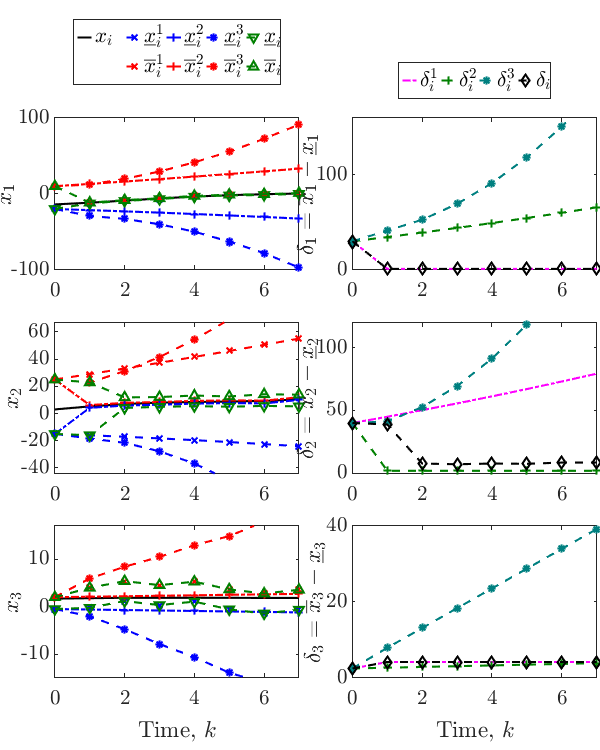 x_i x̲_i^1 x̲_i^2 x̲_i^3 x̲_i
x̅_i^1 x̅_i^2 x̅_i^3 x̅_i
δ_i^1 δ_i^2 δ_i^3 δ_i
100
0
-100
x_1
0 2 4 6
100
0
δ_1 = x̅_1 − x̲_1
0 2 4 6
60
40
20
0
-20
-40
x_2
0 2 4 6
100
50
0
δ_2 = x̅_2 − x̲_2
0 2 4 6
10
0
-10
x_3
0 2 4 6
Time, k
40
20
0
δ_3 = x̅_3 − x̲_3
0 2 4 6
Time, k